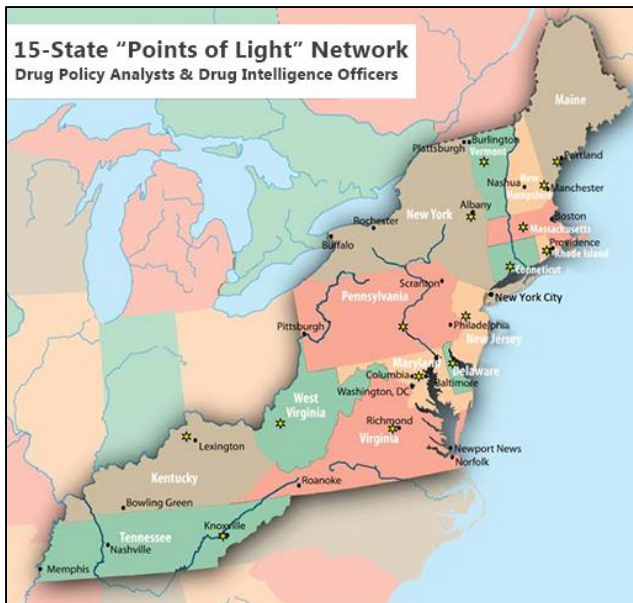 15-State “Points of Light” Network
Drug Policy Analysts & Drug Intelligence Officers
Maine
Plattsburgh
Burlington
Vermont
Portland
New
Hampshire
Nashua
Manchester
New York
Albany
Rochester
Buffalo
Boston
Massachusetts
Providence
Rhode Island
Conneticut
Scranton
New York City
Pennsylvania
Pittsburgh
Philadelphia
New Jersey
Maryland
Delaware
Columbia
Baltimore
Washington, DC
West
Virginia
Richmond
Virginia
Newport News
Norfolk
Lexington
Kentucky
Roanoke
Bowling Green
Tennessee
Knoxville
Nashville
Memphis